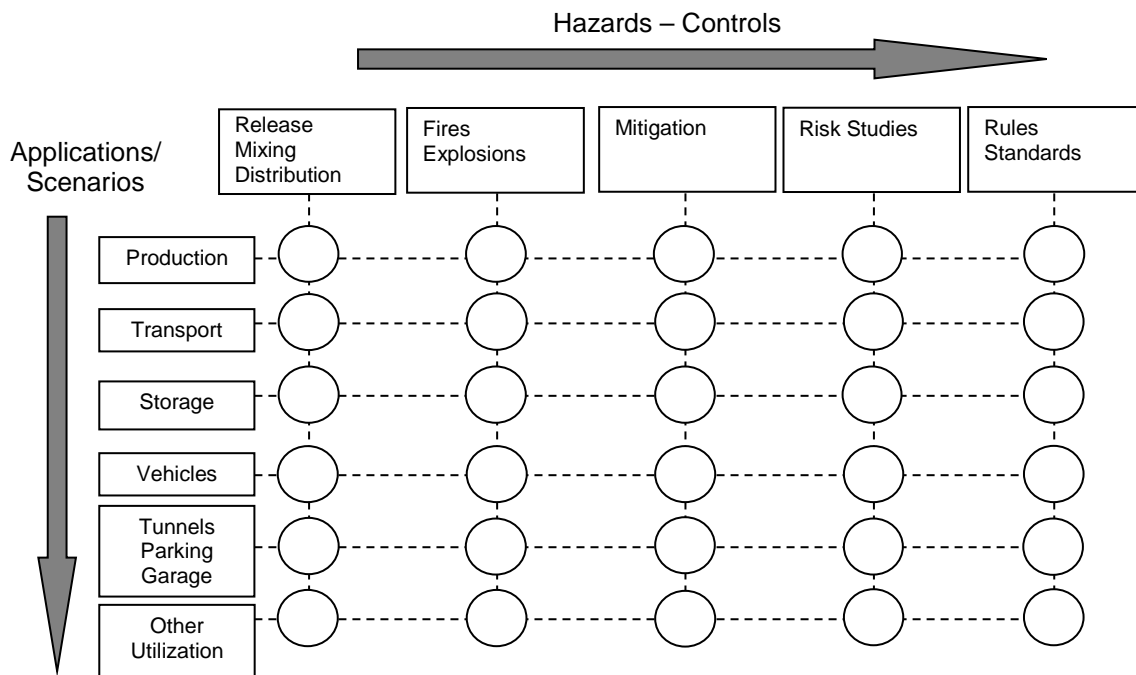 Hazards – Controls
Applications/
Scenarios
Release
Mixing
Distribution
Fires
Explosions
Mitigation
Risk Studies
Rules
Standards
Production
Transport
Storage
Vehicles
Tunnels
Parking
Garage
Other
Utilization